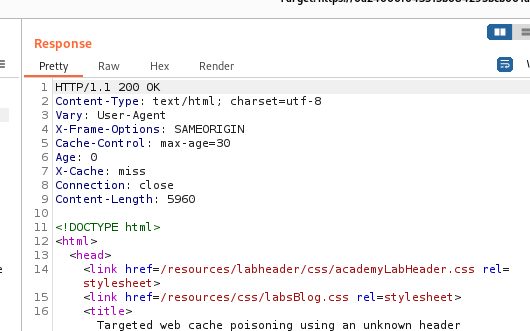 Response
Pretty Raw Hex Render
1 HTTP/1.1 200 OK
2 Content-Type: text/html; charset=utf-8
3 Vary: User-Agent
4 X-Frame-Options: SAMEORIGIN
5 Cache-Control: max-age=30
6 Age: 0
7 X-Cache: miss
8 Connection: close
9 Content-Length: 5960
10
11 <!DOCTYPE html>
12 <html>
13 <head>
14 <link href=/resources/labheader/css/academyLabHeader.css rel=
stylesheet>
15 <link href=/resources/css/labsBlog.css rel=stylesheet>
16 <title>
Targeted web cache poisoning using an unknown header